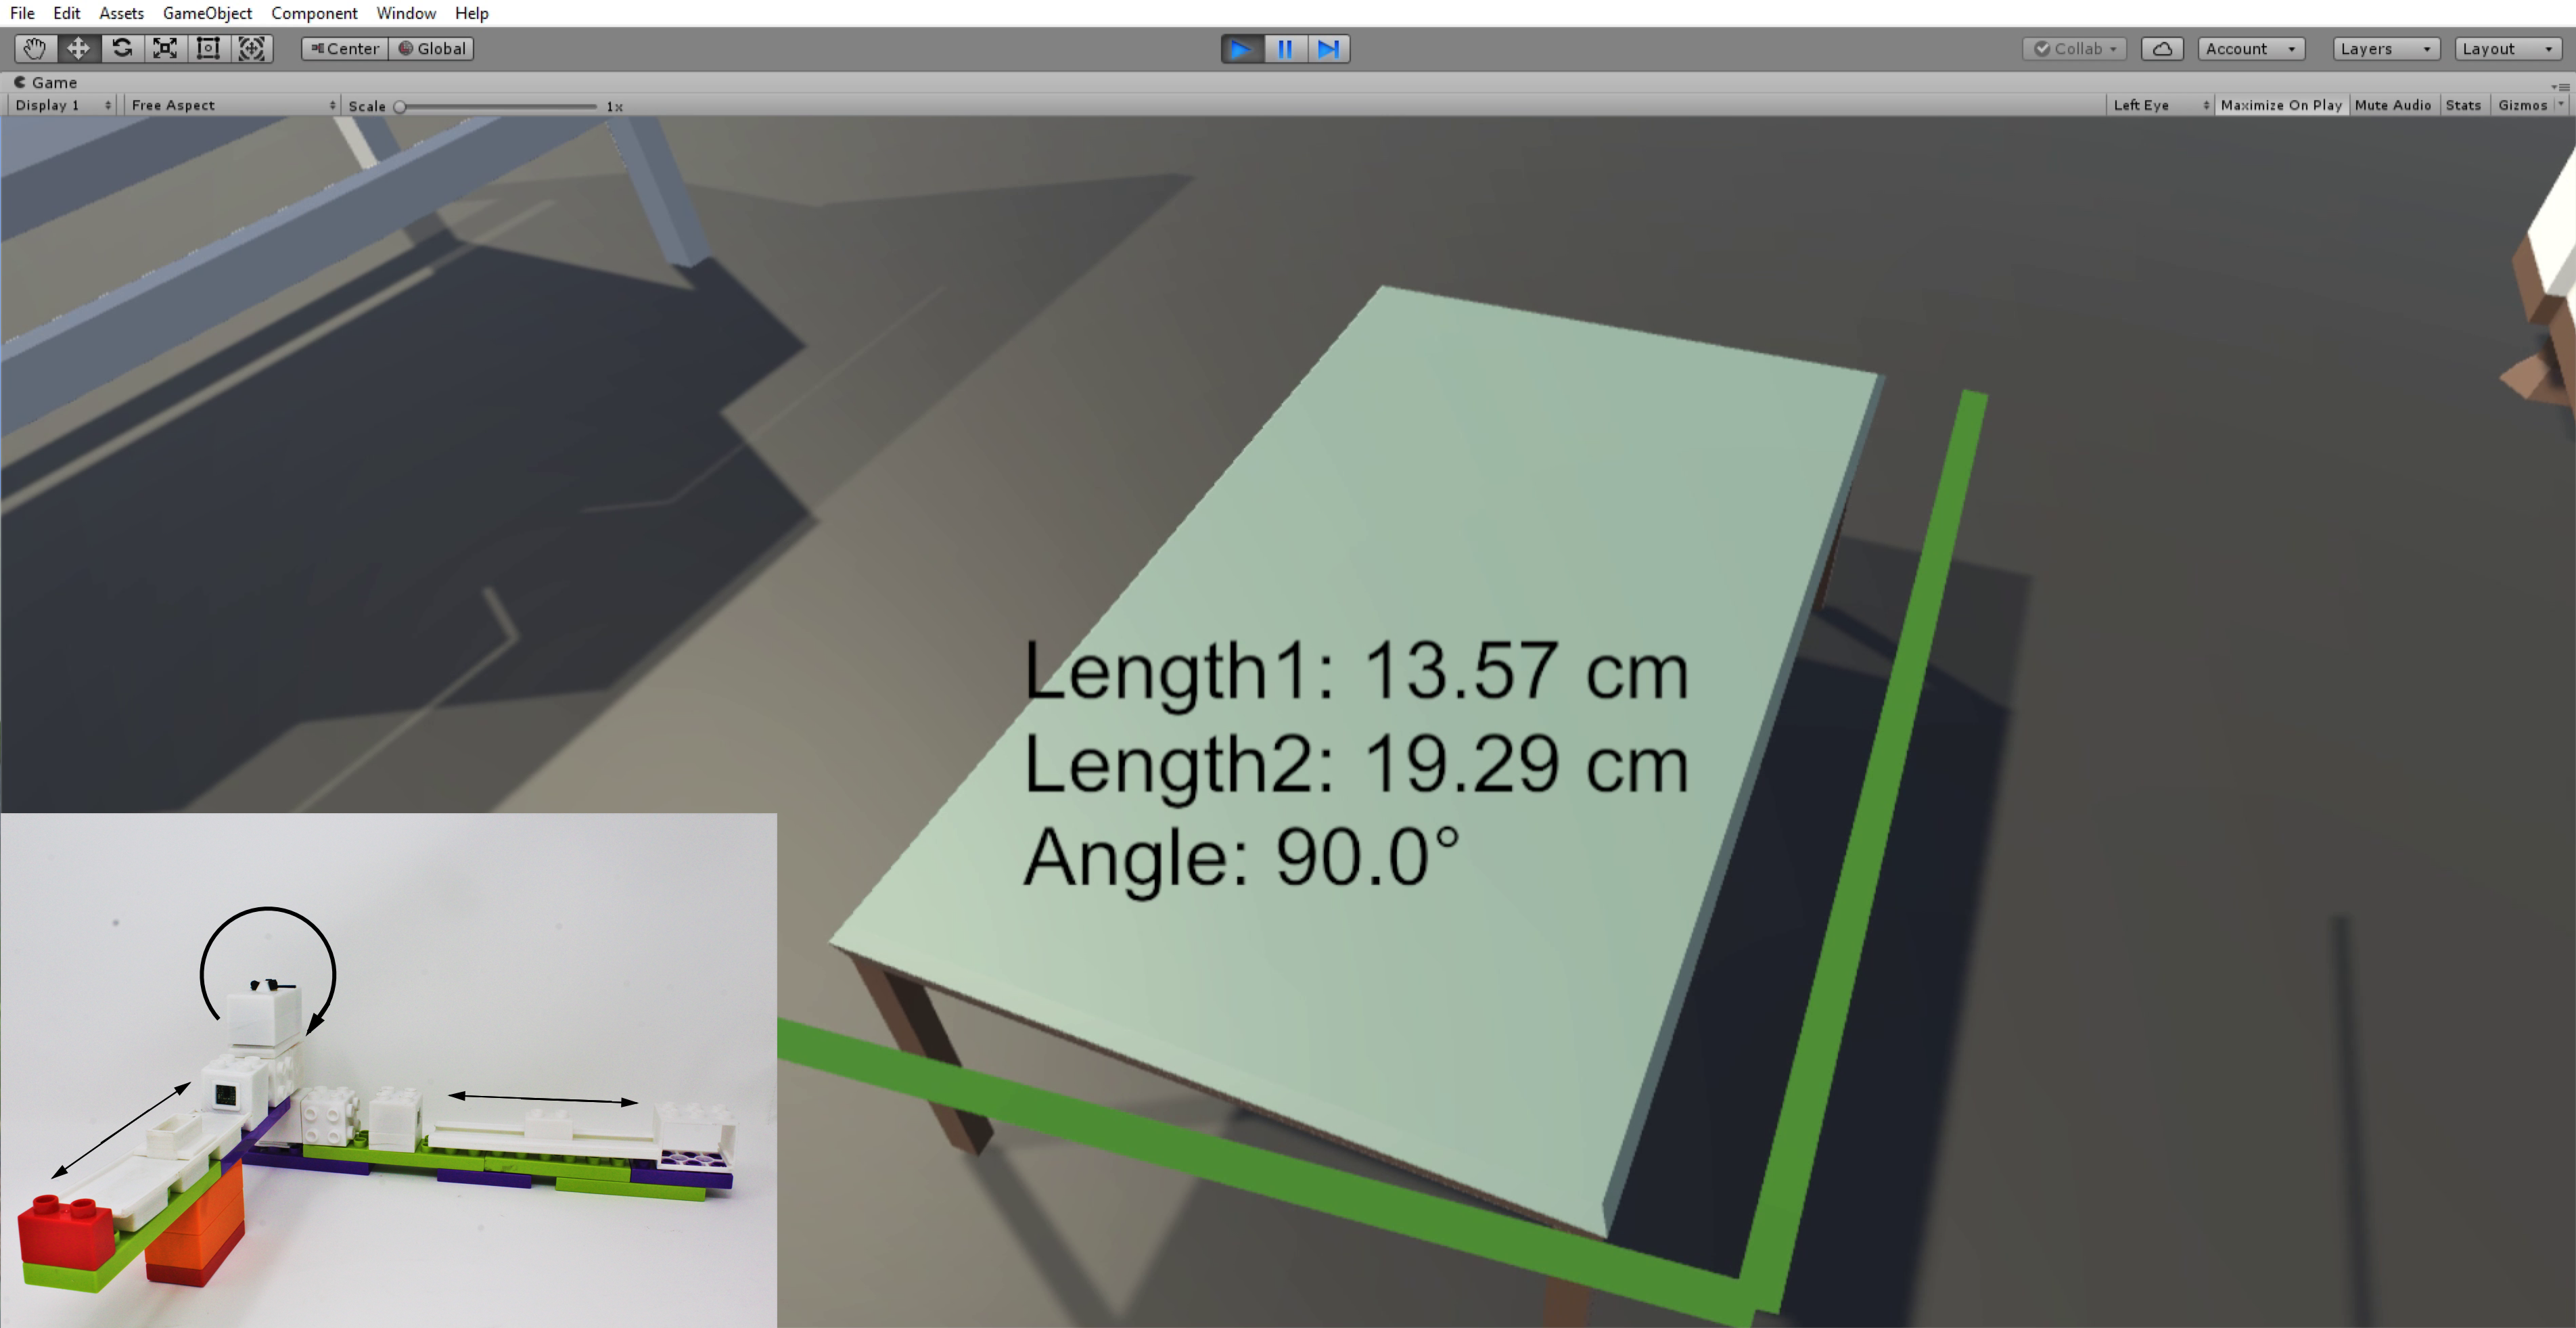 File Edit Assets GameObject Component Window Help
Center Global Collab Account Layers Layout
Game
Display 1 Free Aspect Scale 1x Left Eye Maximize On Play Mute Audio Stats Gizmos
Length1: 13.57 cm
Length2: 19.29 cm
Angle: 90.0°